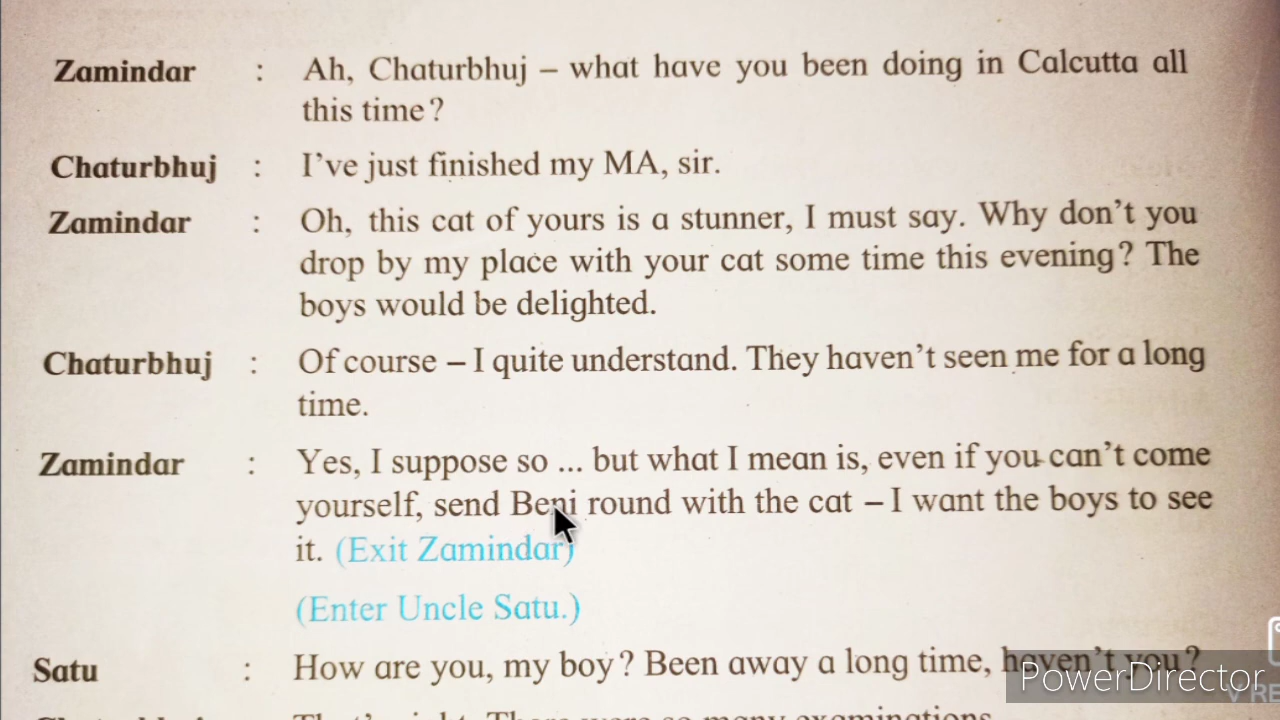 Zamindar : Ah, Chaturbhuj – what have you been doing in Calcutta all
this time?
Chaturbhuj : I've just finished my MA, sir.
Zamindar : Oh, this cat of yours is a stunner, I must say. Why don't you
drop by my place with your cat some time this evening? The
boys would be delighted.
Chaturbhuj : Of course – I quite understand. They haven't seen me for a long
time.
Zamindar : Yes, I suppose so ... but what I mean is, even if you can't come
yourself, send Beni round with the cat – I want the boys to see
it. (Exit Zamindar)
(Enter Uncle Satu.)
Satu : How are you, my boy? Been away a long time, haven't you?
PowerDirector